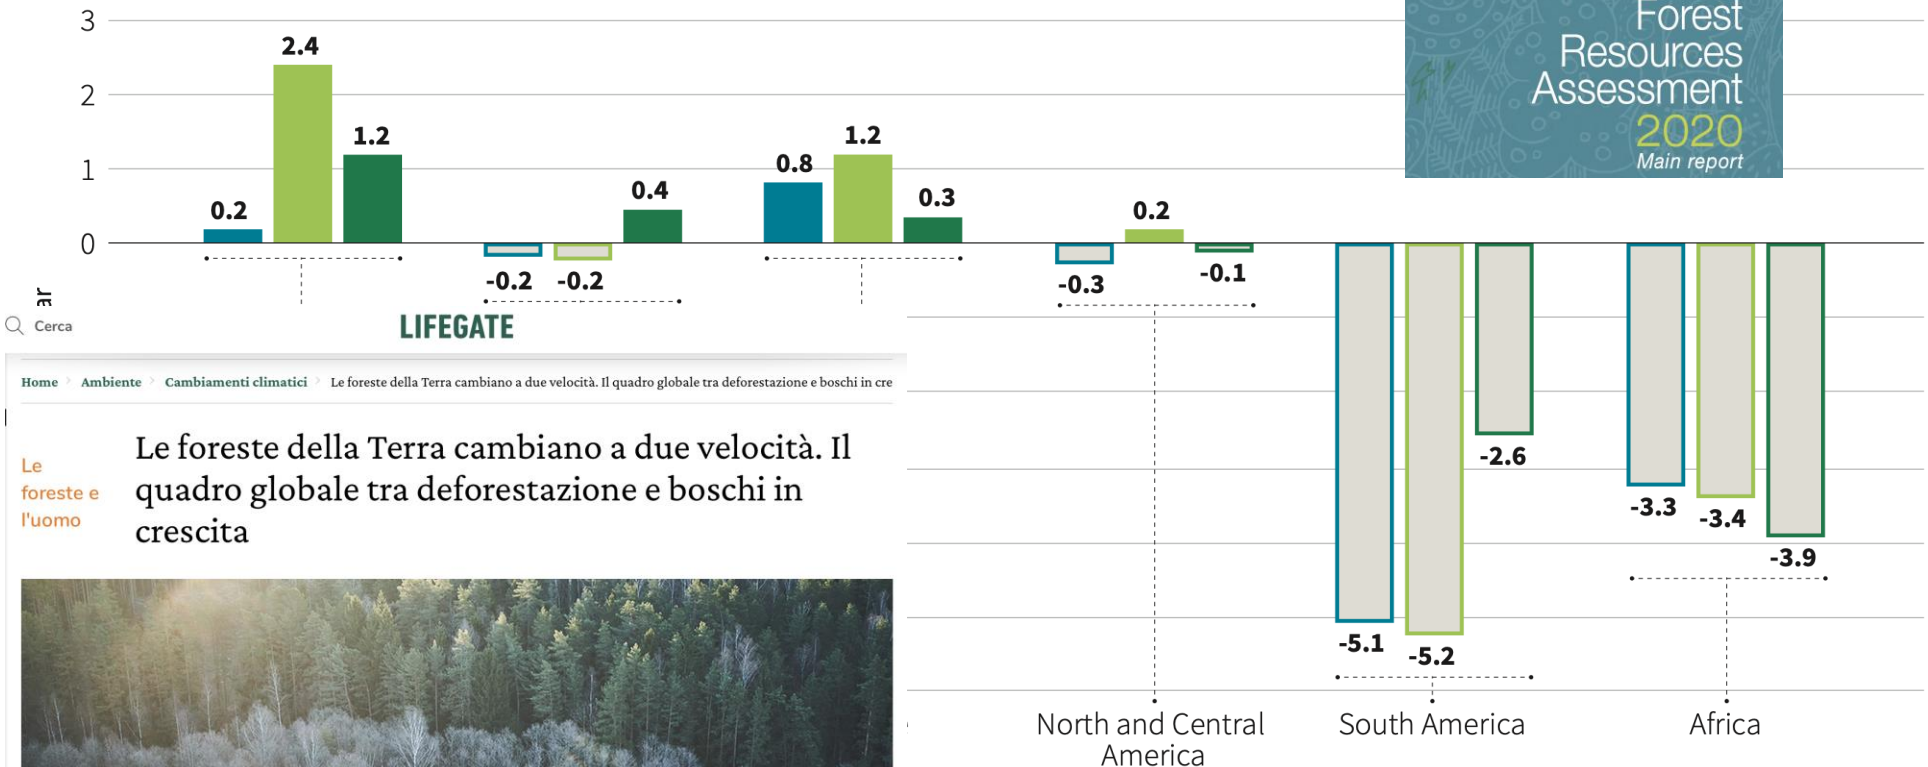 3
2
1
0
2.4
1.2
0.2
-0.2
-0.2
0.4
0.8
1.2
0.3
-0.3
0.2
-0.1
-5.1
-5.2
-2.6
-3.3
-3.4
-3.9
Forest
Resources
Assessment
2020
Main report
ar
Cerca
LIFEGATE
Home Ambiente Cambiamenti climatici Le foreste della Terra cambiano a due velocità. Il quadro globale tra deforestazione e boschi in cre
Le
foreste e
l'uomo
Le foreste della Terra cambiano a due velocità. Il
quadro globale tra deforestazione e boschi in
crescita
North and Central
America
South America
Africa